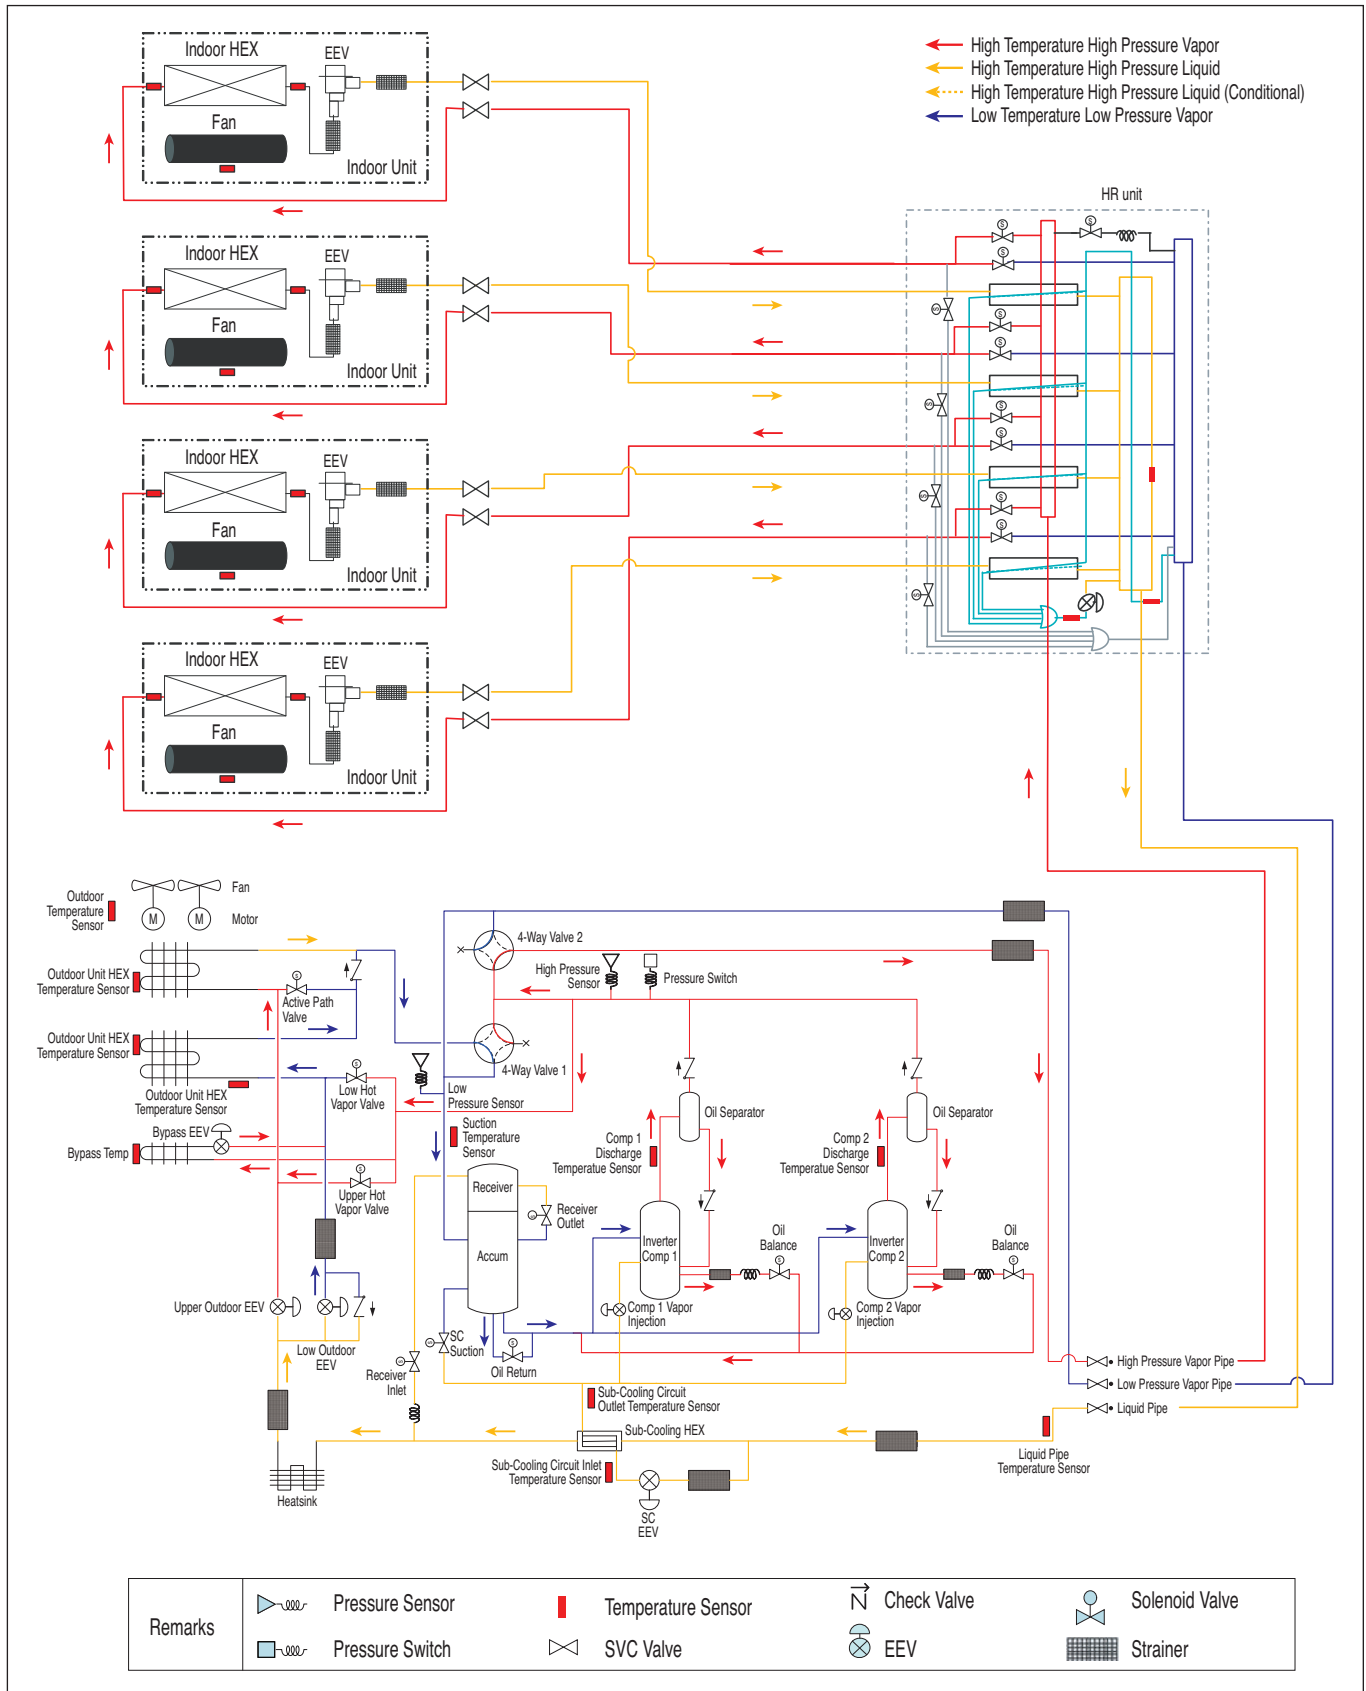 High Temperature High Pressure Vapor
High Temperature High Pressure Liquid
High Temperature High Pressure Liquid (Conditional)
Low Temperature Low Pressure Vapor
Indoor HEX
EEV
Fan
Indoor Unit
Indoor HEX
EEV
Fan
Indoor Unit
Indoor HEX
EEV
Fan
Indoor Unit
Indoor HEX
EEV
Fan
Indoor Unit
HR unit
S
S
S
S
S
S
S
S
S
S
S
S
S
Outdoor
Temperature
Sensor
Fan
M
M
Motor
Outdoor Unit HEX
Temperature Sensor
S
Active Path
Valve
Outdoor Unit HEX
Temperature Sensor
Outdoor Unit HEX
Temperature Sensor
S
Low Hot
Vapor Valve
Bypass EEV
Bypass Temp
S
Upper Hot
Vapor Valve
4-Way Valve 2
High Pressure
Sensor
Pressure Switch
4-Way Valve 1
Low
Pressure Sensor
Suction
Temperature
Sensor
Oil Separator
Oil Separator
Comp 1
Discharge
Temperatue Sensor
Comp 2
Discharge
Temperatue Sensor
Receiver
S
Receiver
Outlet
Accum
Inverter
Comp 1
Oil
Balance
S
Inverter
Comp 2
Oil
Balance
S
Upper Outdoor EEV
Low Outdoor
EEV
Comp 1 Vapor
Injection
Comp 2 Vapor
Injection
S
SC
Suction
S
Oil Return
S
Receiver
Inlet
High Pressure Vapor Pipe
Low Pressure Vapor Pipe
Liquid Pipe
Sub-Cooling Circuit
Outlet Temperature Sensor
Sub-Cooling HEX
Sub-Cooling Circuit Inlet
Temperature Sensor
Liquid Pipe
Temperature Sensor
Heatsink
SC
EEV
Remarks
Pressure Sensor
Temperature Sensor
Check Valve
Solenoid Valve
Pressure Switch
SVC Valve
EEV
Strainer